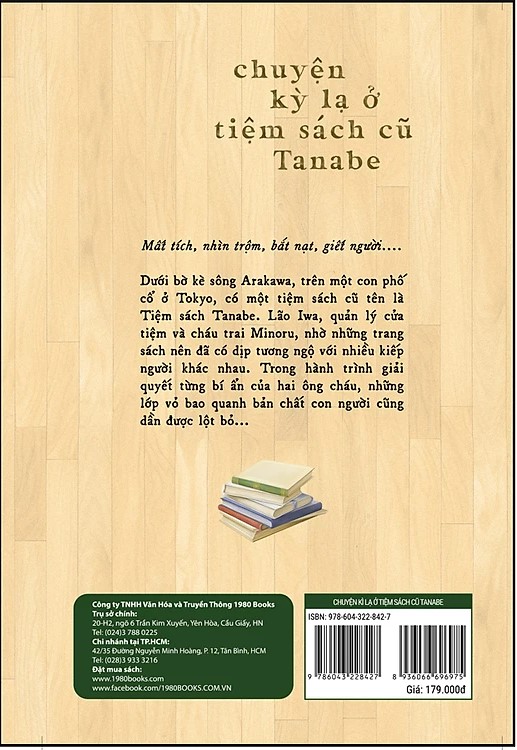 chuyện
kỳ lạ ở
tiệm sách cũ
Tanabe
Mất tích, nhìn trộm, bắt nạt, giết người....
Dưới bờ kè sông Arakawa, trên một con phố
cổ ở Tokyo, có một tiệm sách cũ tên là
Tiệm sách Tanabe. Lão Iwa, quản lý cửa
tiệm và cháu trai Minoru, nhờ những trang
sách nên đã có dịp tương ngộ với nhiều kiếp
người khác nhau. Trong hành trình giải
quyết từng bí ẩn của hai ông cháu, những
lớp vỏ bao quanh bản chất con người cũng
dần được lột bỏ...
Công ty TNHH Văn Hóa và Truyền Thông 1980 Books
Trụ sở chính:
20-H2, ngõ 6 Trần Kim Xuyến, Yên Hòa, Cầu Giấy, HN
Tel: (024)3 788 0225
Chi nhánh tại TP.HCM:
42/35 Đường Nguyễn Minh Hoàng, P. 12, Tân Bình, HCM
Tel: (028)3 933 3216
Đặt mua sách:
www.1980books.com
www.facebook.com/1980BOOKS.COM.VN
CHUYỆN KÌ LẠ Ở TIỆM SÁCH CŨ TANABE
ISBN: 978-604-322-842-7
9 786043 228427
8 936066 696975
Giá: 179.000đ